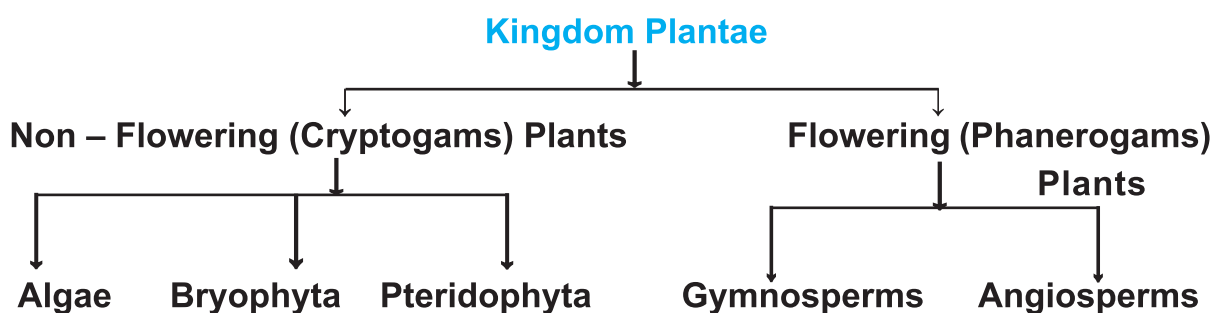 Kingdom Plantae
Non – Flowering (Cryptogams) Plants
Flowering (Phanerogams)
Plants
Algae
Bryophyta
Pteridophyta
Gymnosperms
Angiosperms